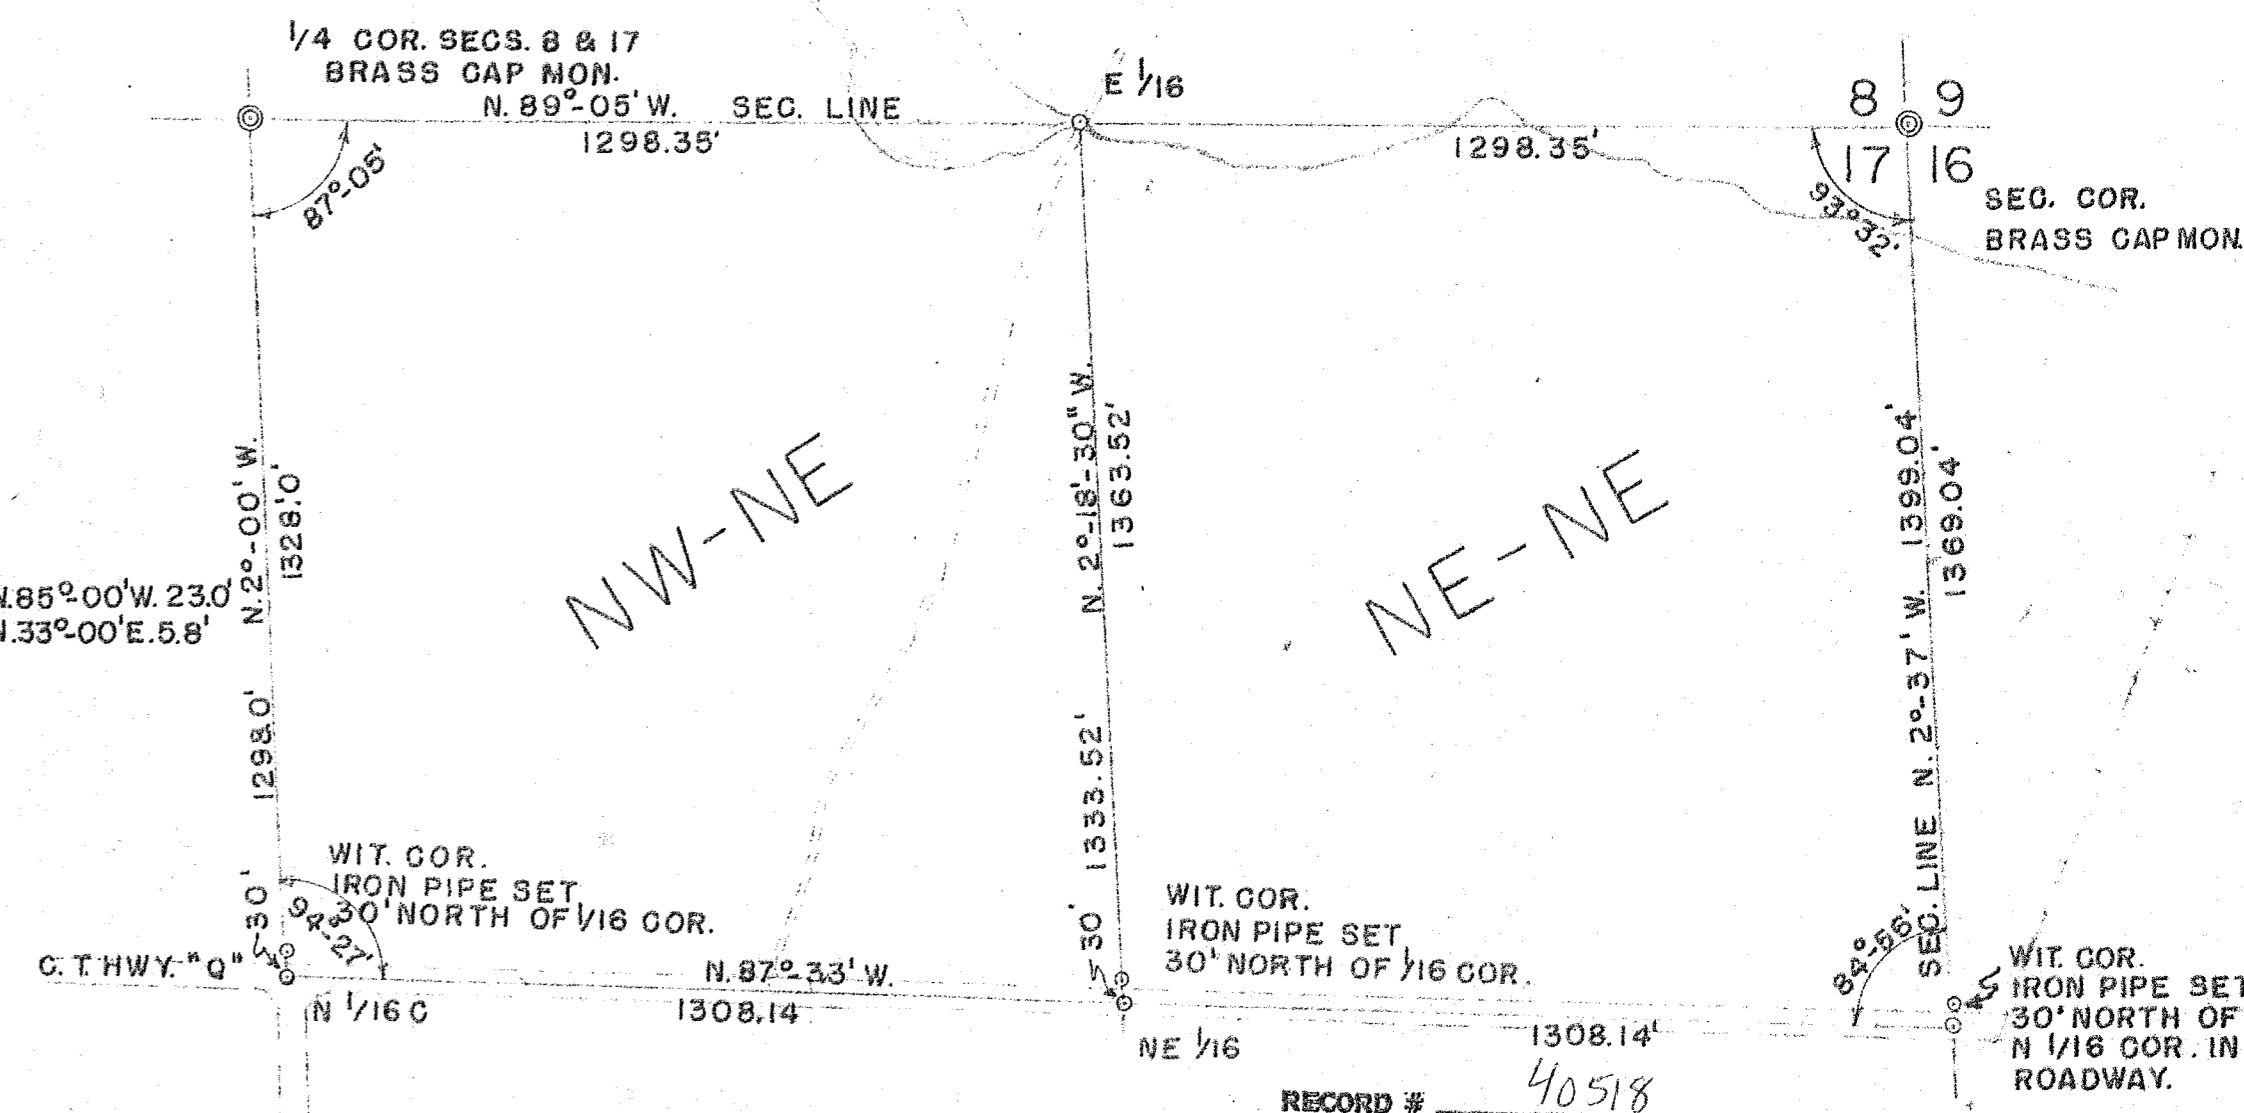 1/4 COR. SECS. 8 & 17
BRASS CAP MON.
N. 89°-05' W. SEC. LINE
1298.35'
E 1/16
1298.35'
8 9
17 16
SEC. COR.
BRASS CAP MON.
87°-05'
93°32'
N. 2°-00' W.
1328.'0'
N. 2°-18'-30" W.
1363.52'
SEC. LINE N. 2°-37' W. 1399.04'
1369.04'
NW-NE
NE-NE
N.85°-00'W. 23.0'
N.33°-00'E. 5.8'
1298.0'
1333.52'
WIT. COR.
IRON PIPE SET
30' NORTH OF 1/16 COR.
30'
94°-27'
C. T. HWY. "Q"
N 1/16 C
N. 87°-33' W.
1308.14
WIT. COR.
IRON PIPE SET
30' NORTH OF 1/16 COR.
30'
NE 1/16
1308.14'
84°-56'
WIT. COR.
IRON PIPE SET
30' NORTH OF
N 1/16 COR. IN
ROADWAY.
RECORD # 40518